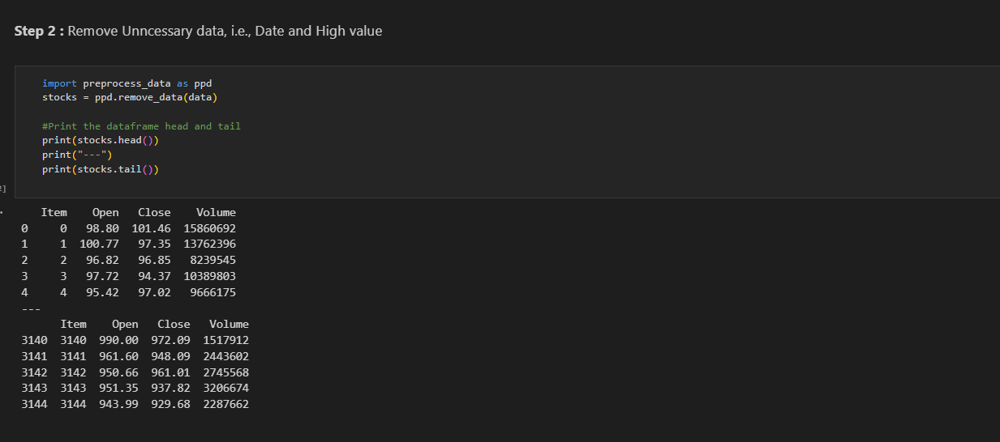 Step 2 : Remove Unncessary data, i.e., Date and High value
import preprocess_data as ppd
stocks = ppd.remove_data(data)
#Print the dataframe head and tail
print(stocks.head())
print("---")
print(stocks.tail())
Item Open Close Volume
0 0 98.80 101.46 15860692
1 1 100.77 97.35 13762396
2 2 96.82 96.85 8239545
3 3 97.72 94.37 10389803
4 4 95.42 97.02 9666175
---
Item Open Close Volume
3140 3140 990.00 972.09 1517912
3141 3141 961.60 948.09 2443602
3142 3142 950.66 961.01 2745568
3143 3143 951.35 937.82 3206674
3144 3144 943.99 929.68 2287662